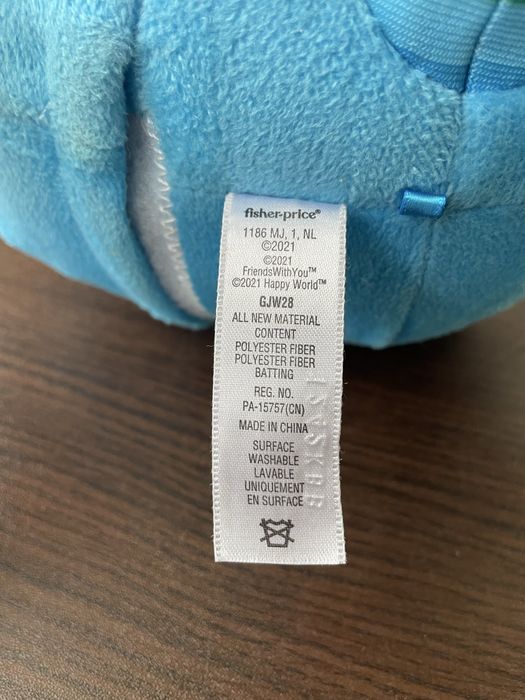 fisher-price®
1186 MJ, 1, NL
©2021
©2021
FriendsWithYou™
©2021 Happy World™
GJW28
ALL NEW MATERIAL
CONTENT
POLYESTER FIBER
POLYESTER FIBER
BATTING
REG. NO.
PA-15757(CN)
MADE IN CHINA
SURFACE
WASHABLE
LAVABLE
UNIQUEMENT
EN SURFACE